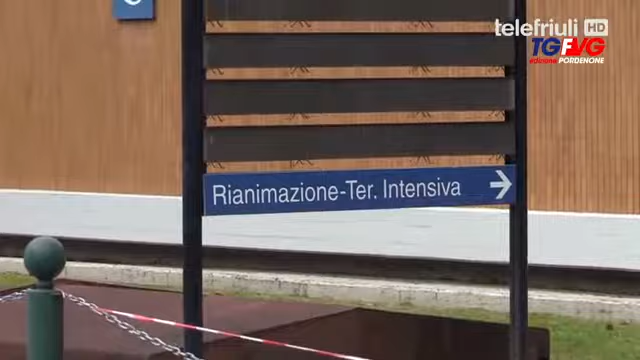 telefriuli HD
TGFVG
edizione PORDENONE
Rianimazione-Ter. Intensiva